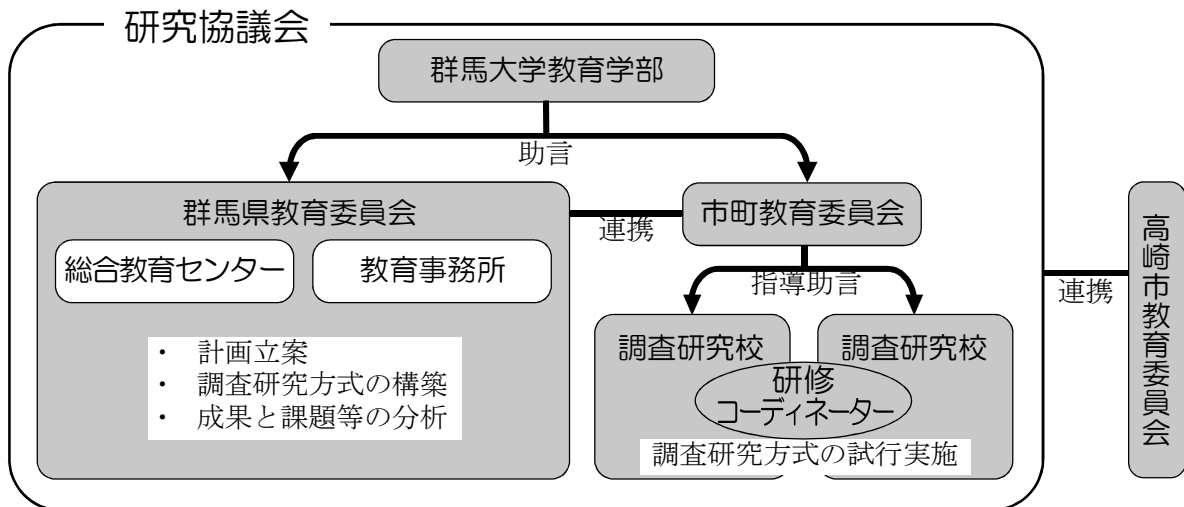 研究協議会
群馬大学教育学部
助言
群馬県教育委員会
総合教育センター
教育事務所
・ 計画立案
・ 調査研究方式の構築
・ 成果と課題等の分析
連携
市町教育委員会
指導助言
調査研究校
調査研究校
研修
コーディネーター
調査研究方式の試行実施
連携
高崎市教育委員会